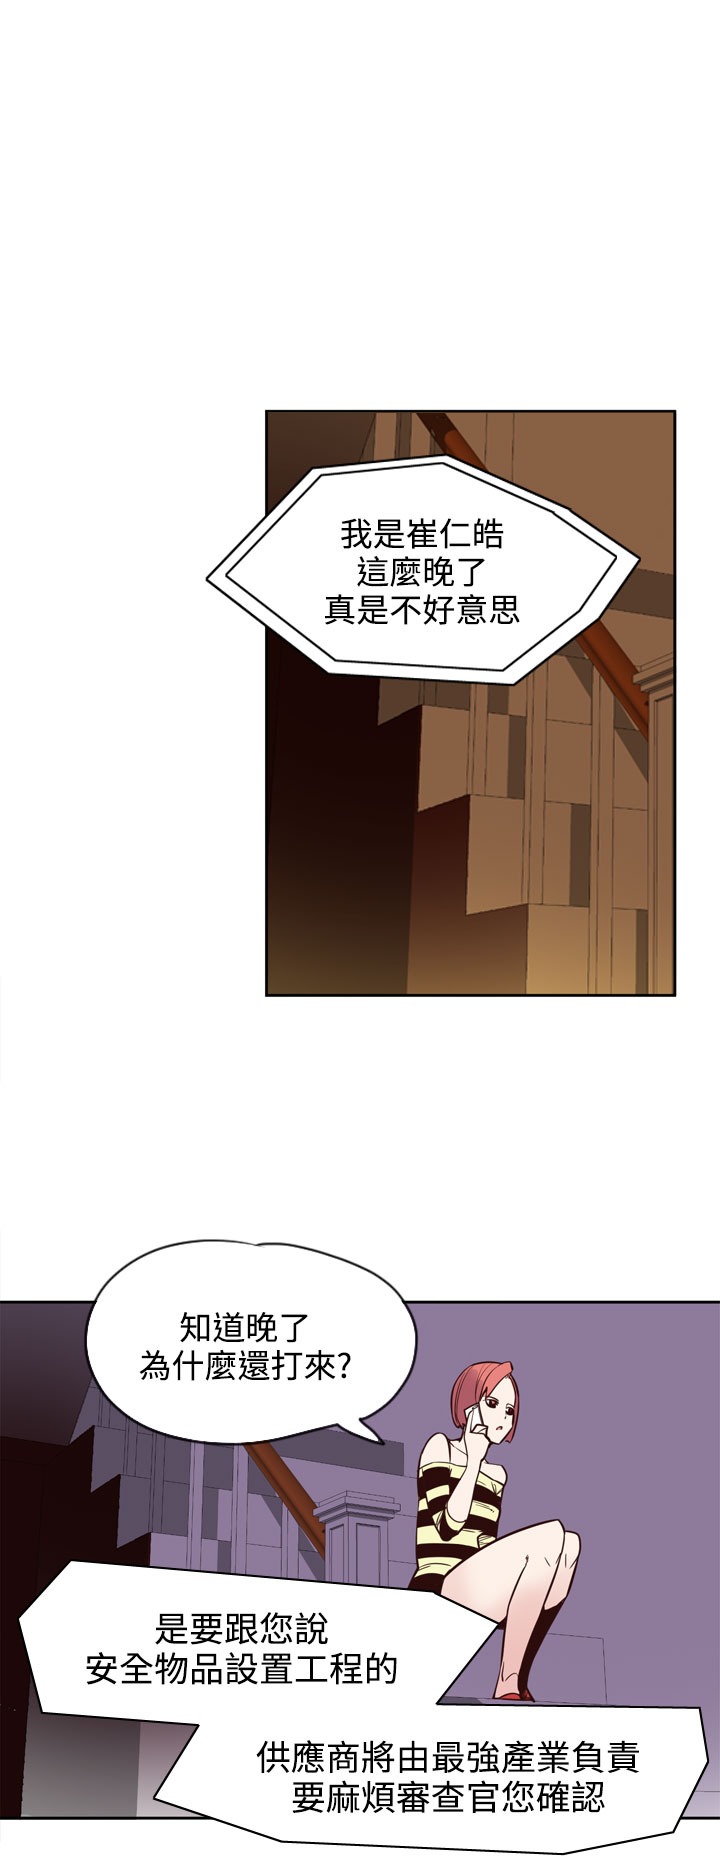 我是崔仁皓
這麼晚了
真是不好意思
知道晚了
為什麼還打來?
是要跟您說
安全物品設置工程的
供應商將由最強產業負責
要麻煩審查官您確認